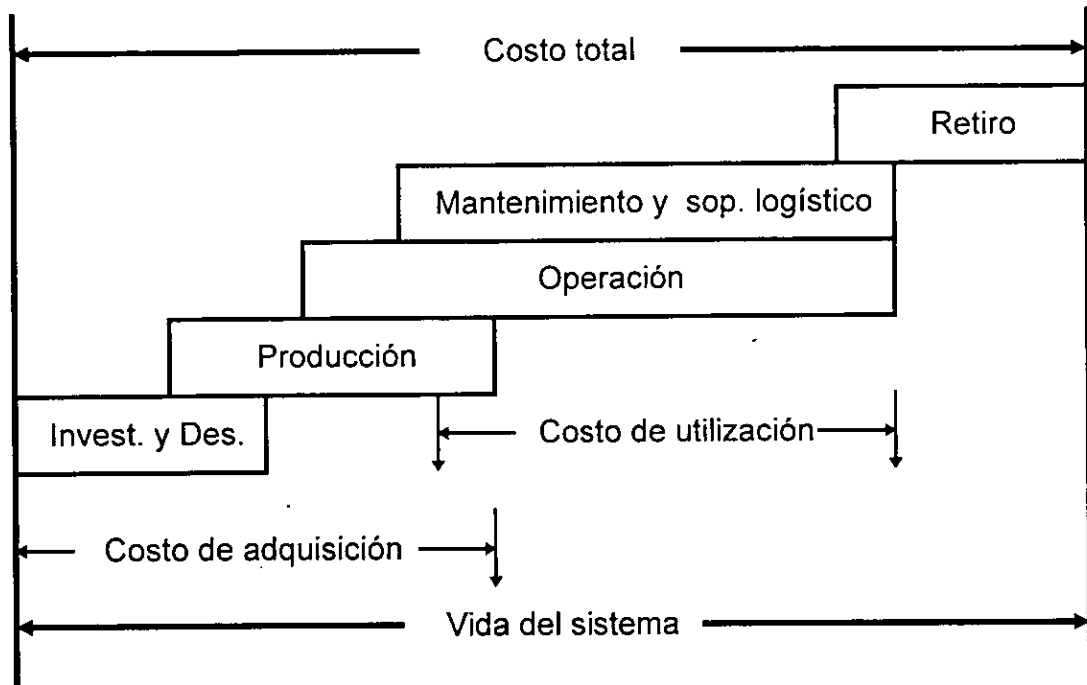 Costo total
Retiro
Mantenimiento y sop. logístico
Operación
Producción
Invest. y Des.
Costo de utilización
Costo de adquisición
Vida del sistema